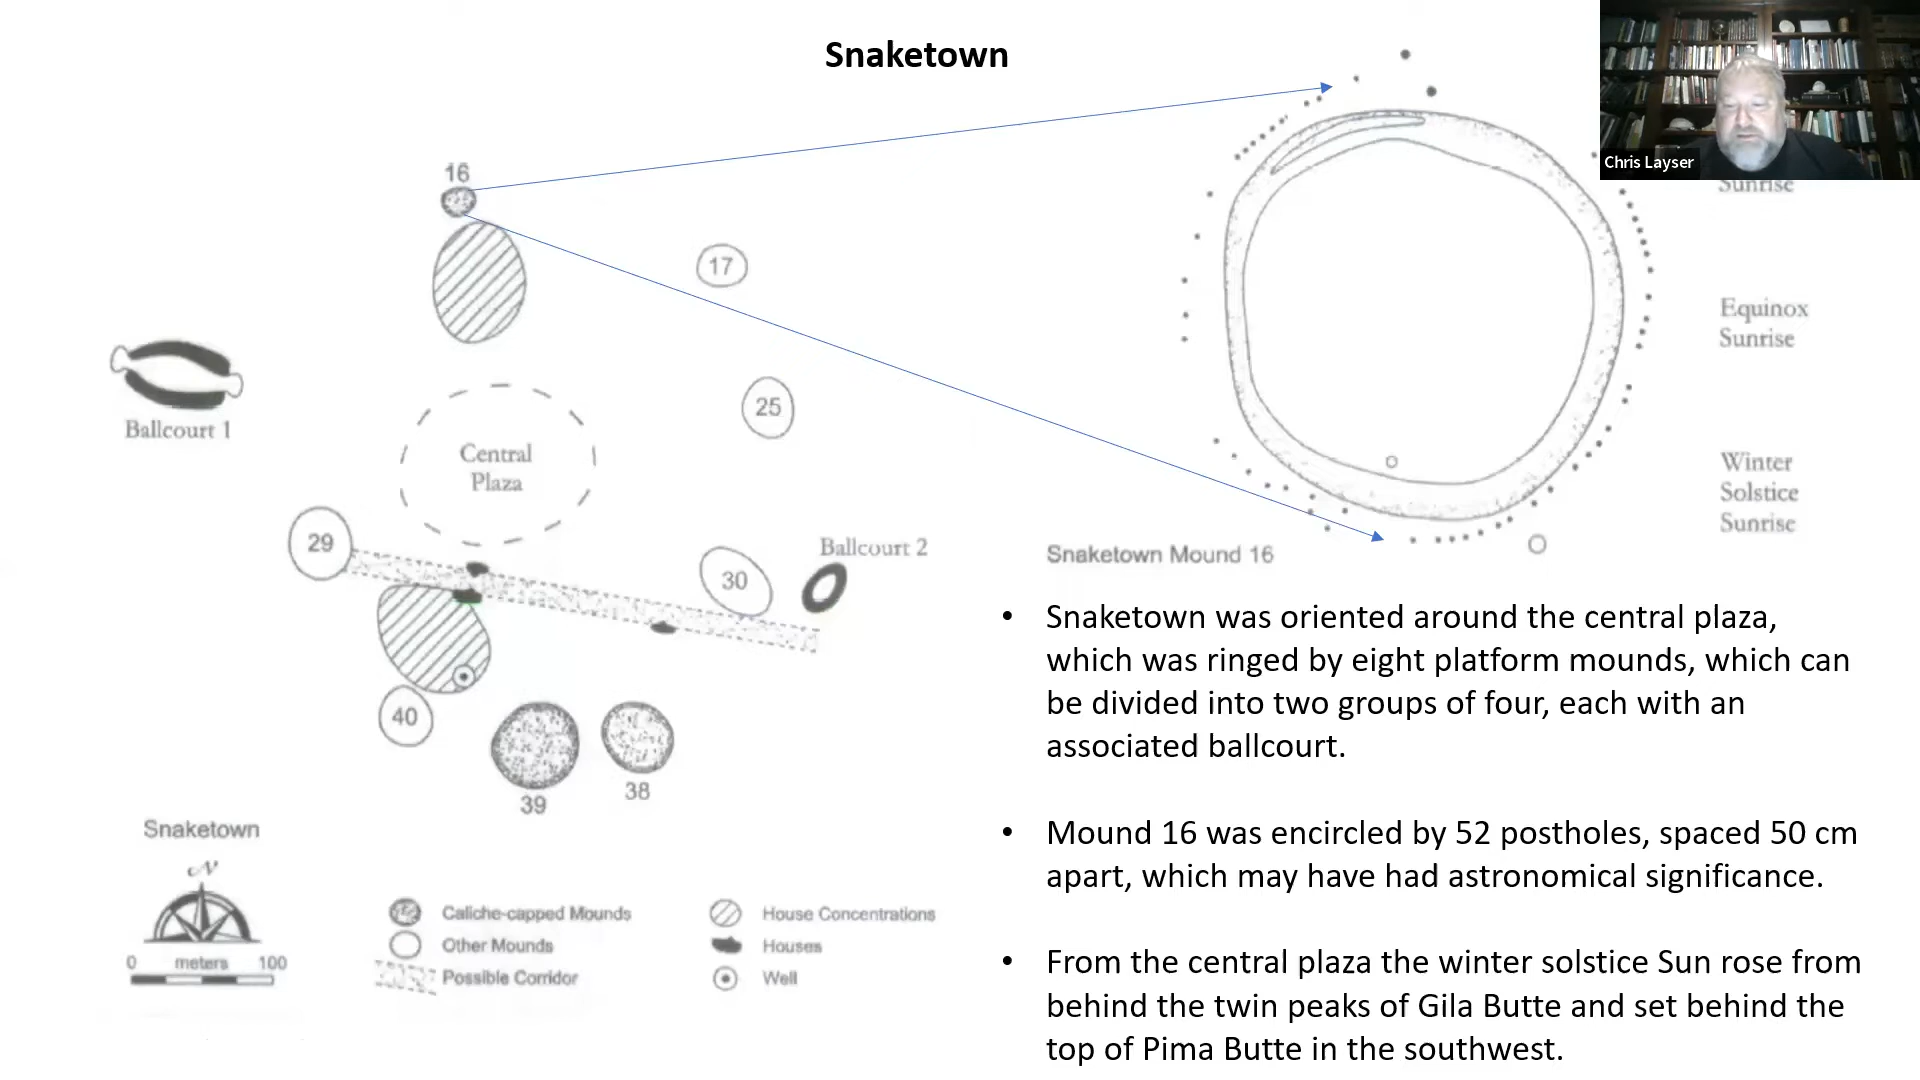 Snaketown
Chris Layser
16
17
Sunrise
Equinox
Sunrise
Ballcourt 1
25
Central
Plaza
Winter
Solstice
Sunrise
29
30
Ballcourt 2
Snaketown Mound 16
40
39
38
• Snaketown was oriented around the central plaza,
which was ringed by eight platform mounds, which can
be divided into two groups of four, each with an
associated ballcourt.
• Mound 16 was encircled by 52 postholes, spaced 50 cm
apart, which may have had astronomical significance.
• From the central plaza the winter solstice Sun rose from
behind the twin peaks of Gila Butte and set behind the
top of Pima Butte in the southwest.
Snaketown
N
0 meters 100
Caliche-capped Mounds
Other Mounds
Possible Corridor
House Concentrations
Houses
Well